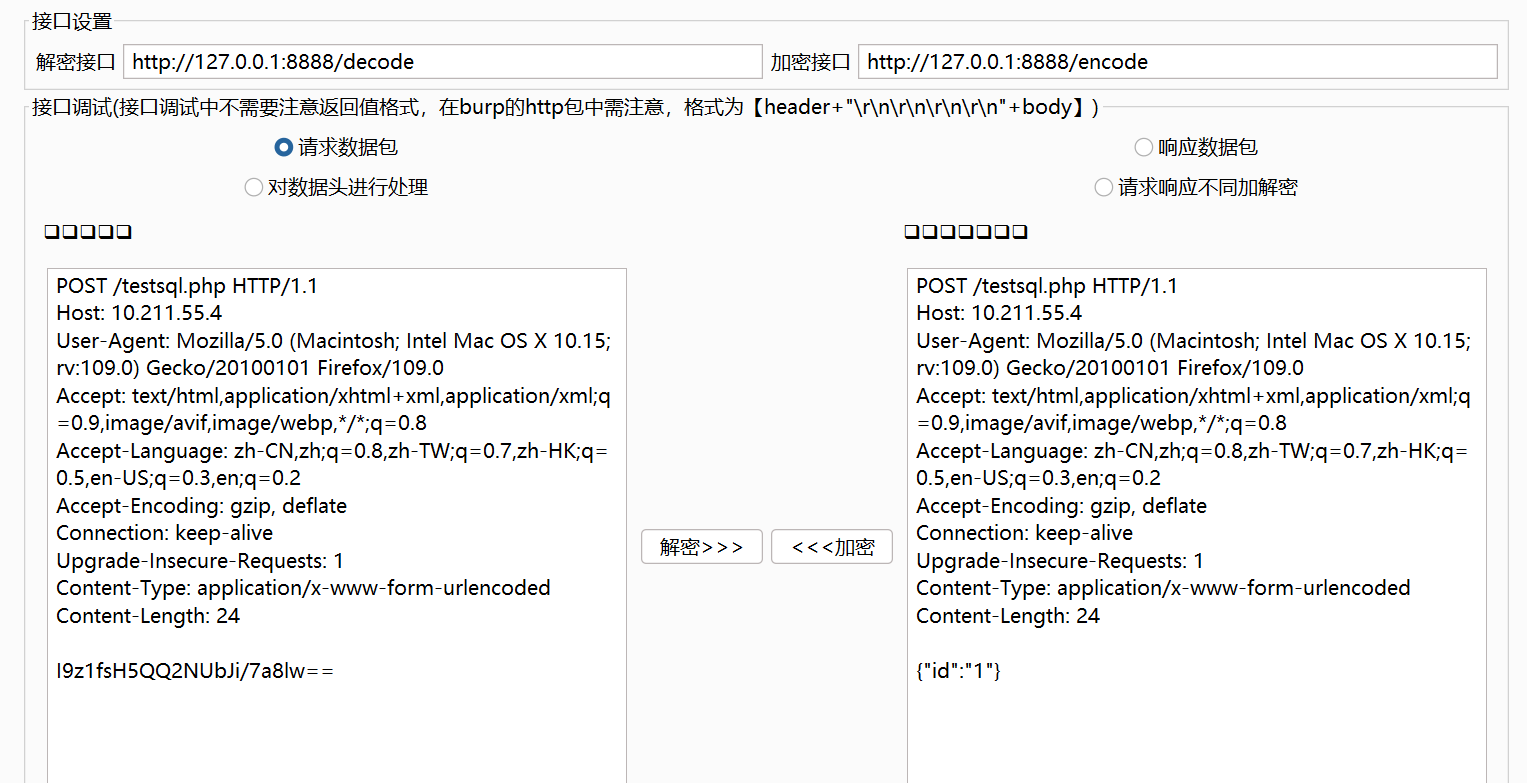 接口设置
解密接口 http://127.0.0.1:8888/decode 加密接口 http://127.0.0.1:8888/encode
接口调试(接口调试中不需要注意返回值格式，在burp的http包中需注意，格式为【header+"\r\n\r\n\r\n\r\n"+body】)
请求数据包
响应数据包
对数据头进行处理
请求响应不同加解密
POST /testsql.php HTTP/1.1
Host: 10.211.55.4
User-Agent: Mozilla/5.0 (Macintosh; Intel Mac OS X 10.15;
rv:109.0) Gecko/20100101 Firefox/109.0
Accept: text/html,application/xhtml+xml,application/xml;q
=0.9,image/avif,image/webp,*/*;q=0.8
Accept-Language: zh-CN,zh;q=0.8,zh-TW;q=0.7,zh-HK;q=
0.5,en-US;q=0.3,en;q=0.2
Accept-Encoding: gzip, deflate
Connection: keep-alive
Upgrade-Insecure-Requests: 1
Content-Type: application/x-www-form-urlencoded
Content-Length: 24
I9z1fsH5QQ2NUbJi/7a8lw==
解密>>>
<<<加密
POST /testsql.php HTTP/1.1
Host: 10.211.55.4
User-Agent: Mozilla/5.0 (Macintosh; Intel Mac OS X 10.15;
rv:109.0) Gecko/20100101 Firefox/109.0
Accept: text/html,application/xhtml+xml,application/xml;q
=0.9,image/avif,image/webp,*/*;q=0.8
Accept-Language: zh-CN,zh;q=0.8,zh-TW;q=0.7,zh-HK;q=
0.5,en-US;q=0.3,en;q=0.2
Accept-Encoding: gzip, deflate
Connection: keep-alive
Upgrade-Insecure-Requests: 1
Content-Type: application/x-www-form-urlencoded
Content-Length: 24
{"id":"1"}